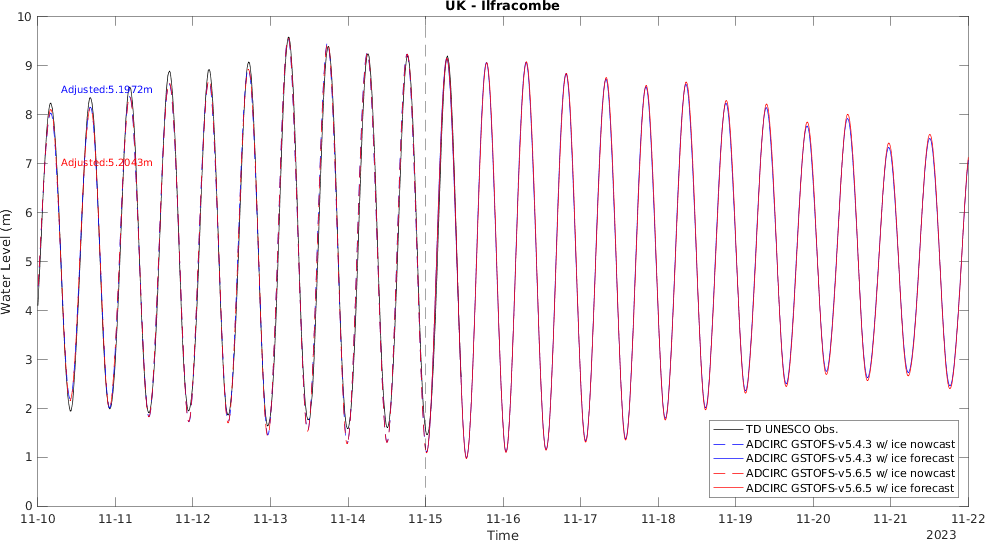 UK - Ilfracombe
10
9
8
7
6
5
4
3
2
1
0
Water Level (m)
Adjusted:5.1972m
Adjusted:5.2043m
TD UNESCO Obs.
ADCIRC GSTOFS-v5.4.3 w/ ice nowcast
ADCIRC GSTOFS-v5.4.3 w/ ice forecast
ADCIRC GSTOFS-v5.6.5 w/ ice nowcast
ADCIRC GSTOFS-v5.6.5 w/ ice forecast
11-10 11-11 11-12 11-13 11-14 11-15 11-16 11-17 11-18 11-19 11-20 11-21 11-22
Time
2023